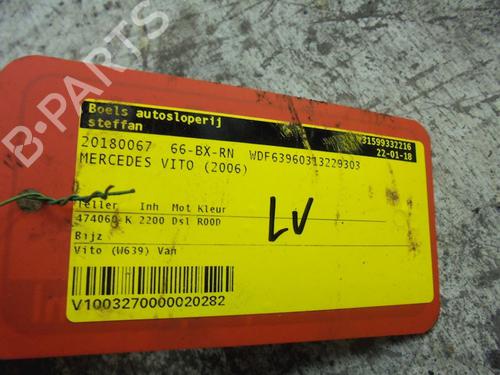 Boels autosloperij
steffan
31599332216
22-01-18
20180067 66-BX-RN WDF63960313229303
MERCEDES VITO (2006)
Teller Inh Mot Kleur
474060 K 2200 Dsl ROOD
Bijz
Vito (W639) Van
LV
V1003270000020282